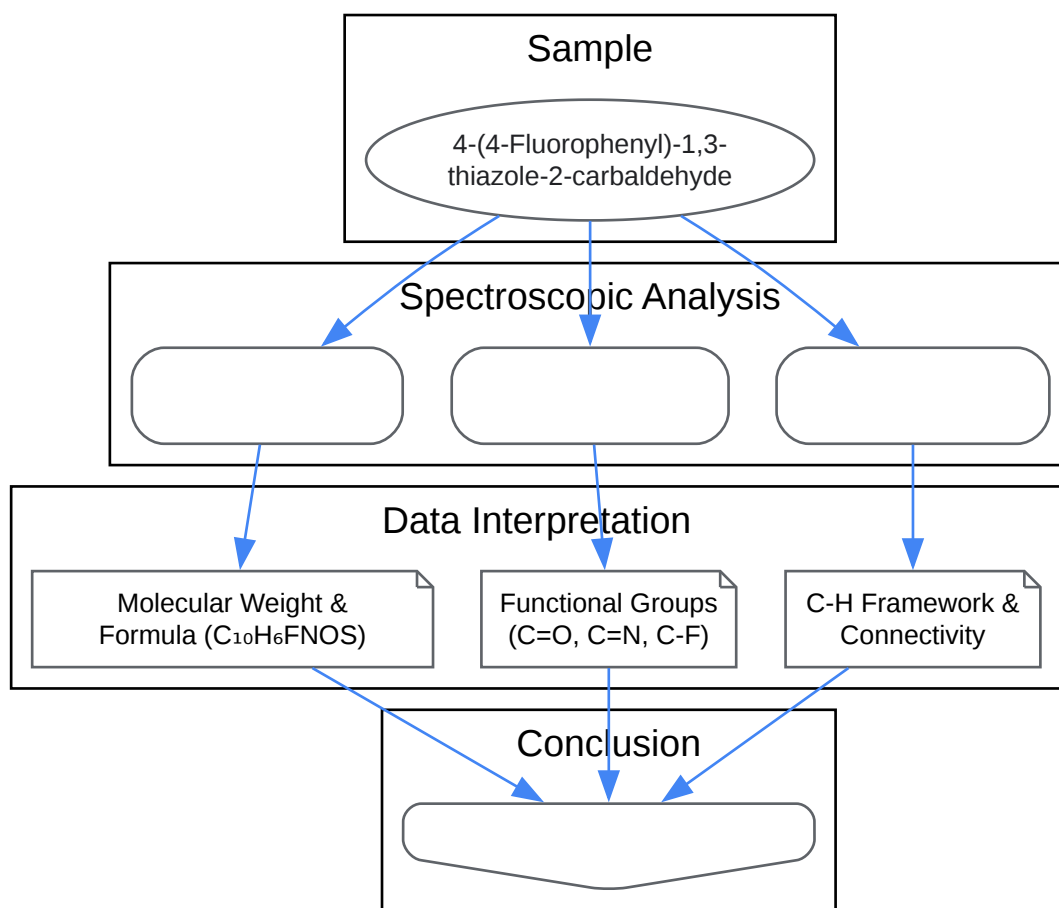 Sample
4-(4-Fluorophenyl)-1,3-
thiazole-2-carbaldehyde
Spectroscopic Analysis
Data Interpretation
Molecular Weight &
Formula (C₁₀H₆FNOS)
Functional Groups
(C=O, C=N, C-F)
C-H Framework &
Connectivity
Conclusion